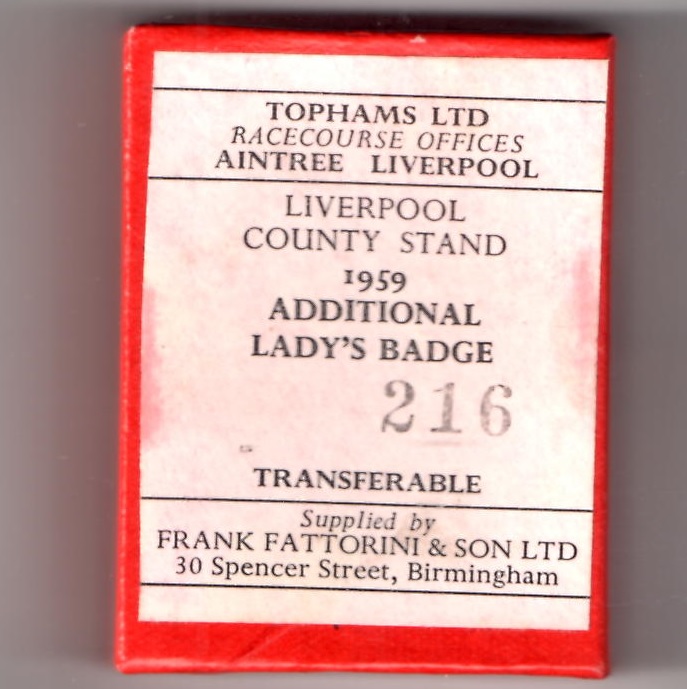 TOPHAMS LTD
RACECOURSE OFFICES
AINTREE LIVERPOOL
LIVERPOOL
COUNTY STAND
1959
ADDITIONAL
LADY'S BADGE
216
TRANSFERABLE
Supplied by
FRANK FATTORINI & SON LTD
30 Spencer Street, Birmingham